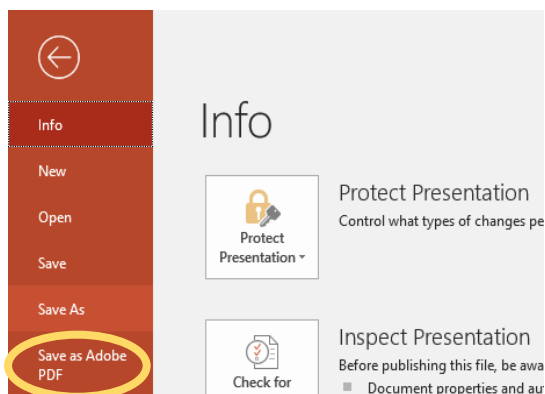 Info
New
Open
Save
Save As
Save as Adobe
PDF
Info
Protect
Presentation
Protect Presentation
Control what types of changes pe
Check for
Inspect Presentation
Before publishing this file, be awa
Document properties and aut